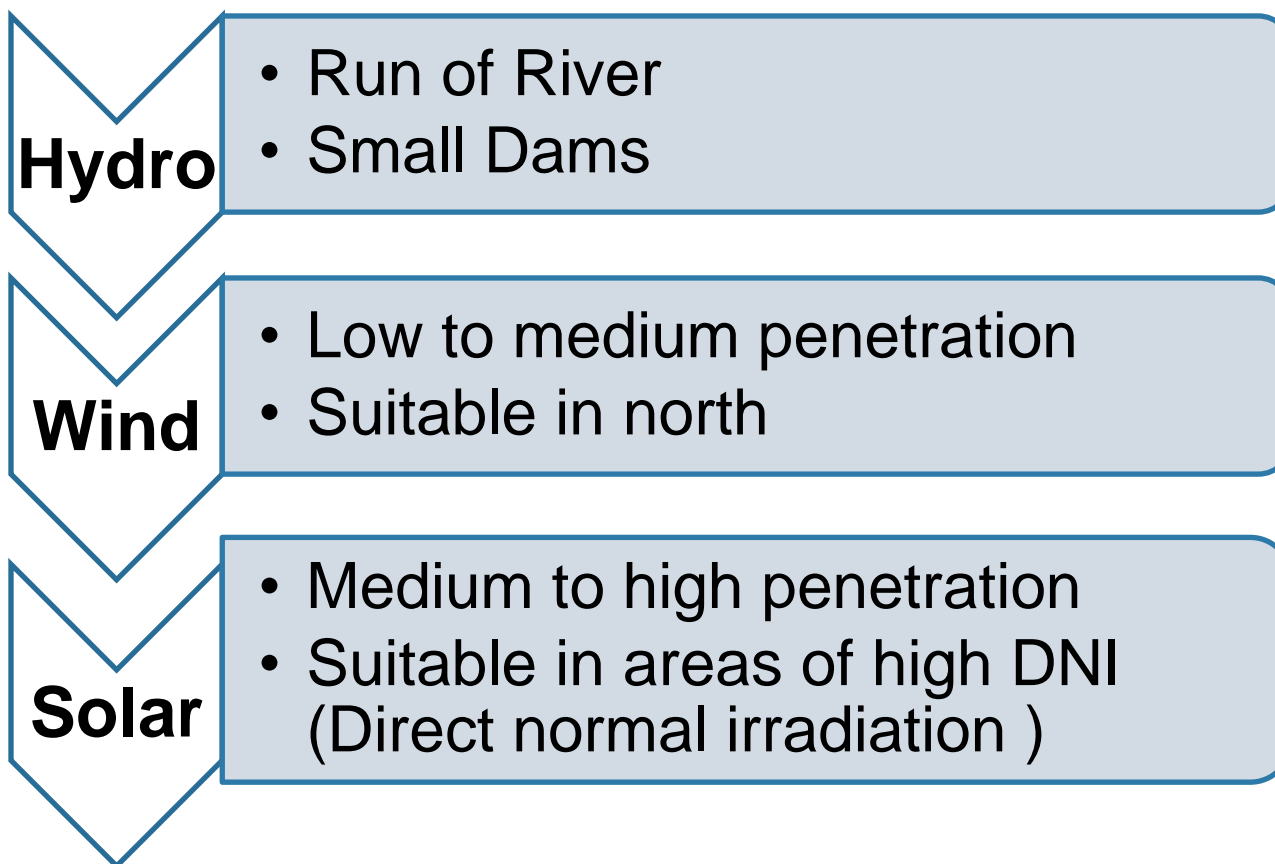 Hydro
• Run of River
• Small Dams
Wind
• Low to medium penetration
• Suitable in north
Solar
• Medium to high penetration
• Suitable in areas of high DNI
(Direct normal irradiation )